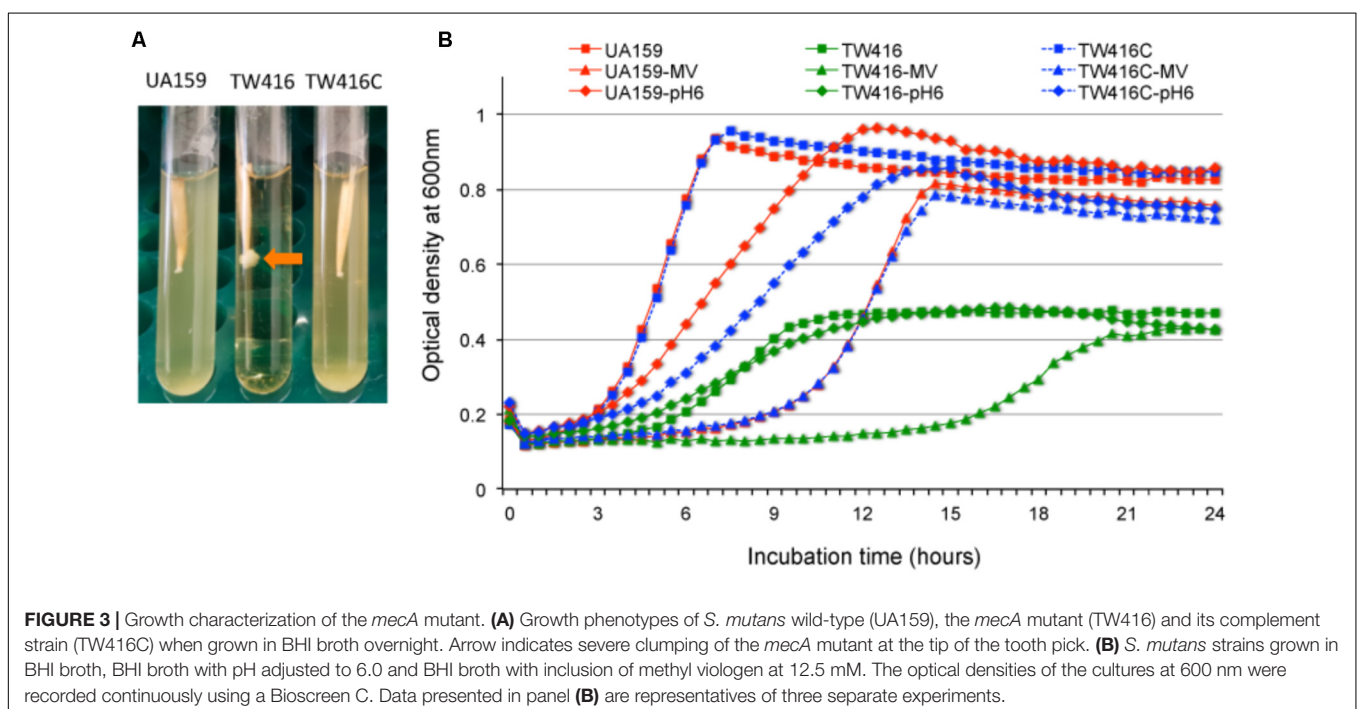 A
UA159 TW416 TW416C
B
UA159 TW416 TW416C
UA159-MV TW416-MV TW416C-MV
UA159-pH6 TW416-pH6 TW416C-pH6
Optical density at 600nm
1
0.8
0.6
0.4
0.2
0
0 3 6 9 12 15 18 21 24
Incubation time (hours)
FIGURE 3 | Growth characterization of the mecA mutant. (A) Growth phenotypes of S. mutans wild-type (UA159), the mecA mutant (TW416) and its complement
strain (TW416C) when grown in BHI broth overnight. Arrow indicates severe clumping of the mecA mutant at the tip of the tooth pick. (B) S. mutans strains grown in
BHI broth, BHI broth with pH adjusted to 6.0 and BHI broth with inclusion of methyl viologen at 12.5 mM. The optical densities of the cultures at 600 nm were
recorded continuously using a Bioscreen C. Data presented in panel (B) are representatives of three separate experiments.